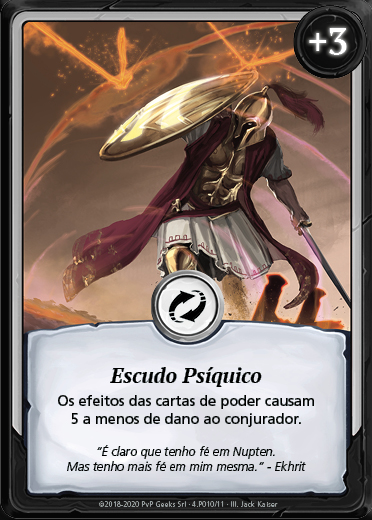 +3
Escudo Psíquico
Os efeitos das cartas de poder causam
5 a menos de dano ao conjurador.
"É claro que tenho fé em Nupten.
Mas tenho mais fé em mim mesma." - Ekhrit
©2018-2020 PvP Geeks Srl · 4.P010/11 · Ill. Jack Kaiser